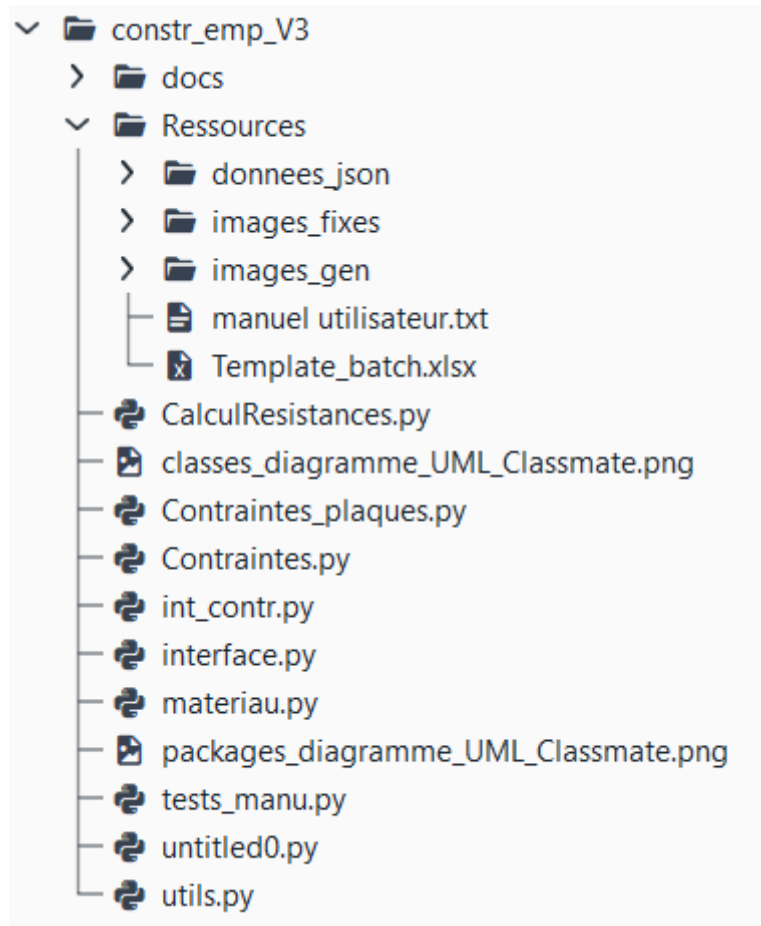 constr_emp_V3
docs
Ressources
donnees_json
images_fixes
images_gen
manuel utilisateur.txt
Template_batch.xlsx
CalculResistances.py
classes_diagramme_UML_Classmate.png
Contraintes_plaques.py
Contraintes.py
int_contr.py
interface.py
materiau.py
packages_diagramme_UML_Classmate.png
tests_manu.py
untitled0.py
utils.py